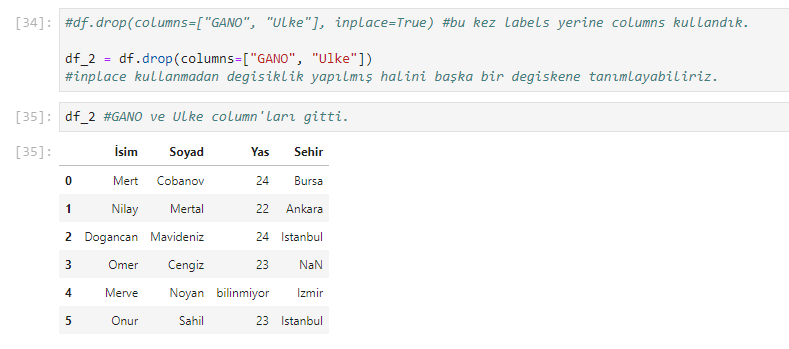 [34]: #df.drop(columns=["GANO", "Ulke"], inplace=True) #bu kez labels yerine columns kullandık.
df_2 = df.drop(columns=["GANO", "Ulke"])
#inplace kullanmadan degisiklik yapılmış halini başka bir degiskene tanımlayabiliriz.
[35]: df_2 #GANO ve Ulke column'ları gitti.
[35]: İsim Soyad Yas Sehir
0 Mert Cobanov 24 Bursa
1 Nilay Mertal 22 Ankara
2 Dogancan Mavideniz 24 Istanbul
3 Omer Cengiz 23 NaN
4 Merve Noyan bilinmiyor Izmir
5 Onur Sahil 23 Istanbul